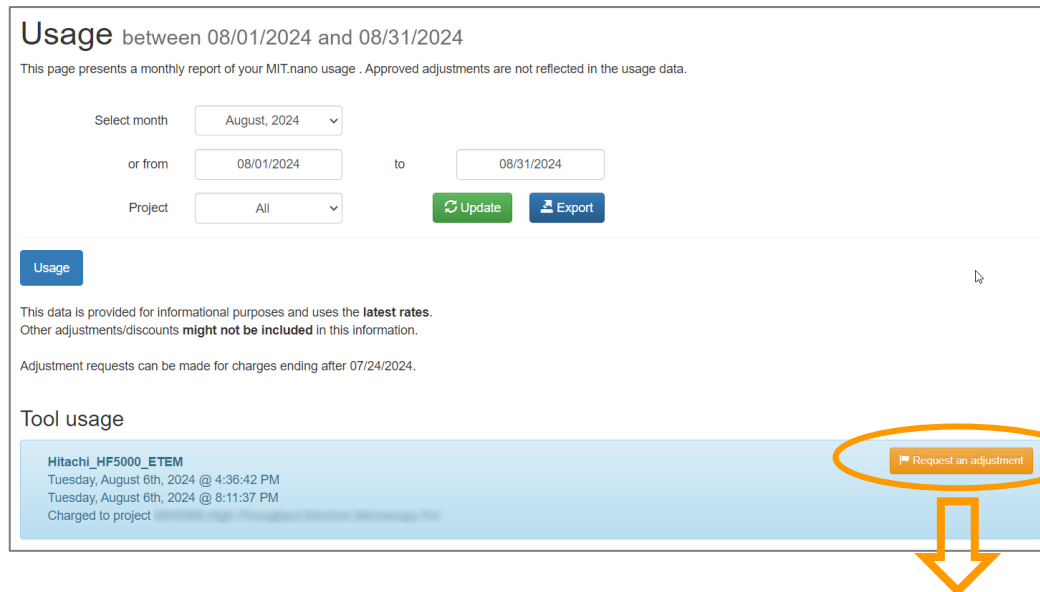 Usage between 08/01/2024 and 08/31/2024
This page presents a monthly report of your MIT.nano usage . Approved adjustments are not reflected in the usage data.
Select month August, 2024
or from 08/01/2024 to 08/31/2024
Project All Update Export
Usage
This data is provided for informational purposes and uses the latest rates.
Other adjustments/discounts might not be included in this information.
Adjustment requests can be made for charges ending after 07/24/2024.
Tool usage
Hitachi_HF5000_ETEM Request an adjustment
Tuesday, August 6th, 2024 @ 4:36:42 PM
Tuesday, August 6th, 2024 @ 8:11:37 PM
Charged to project